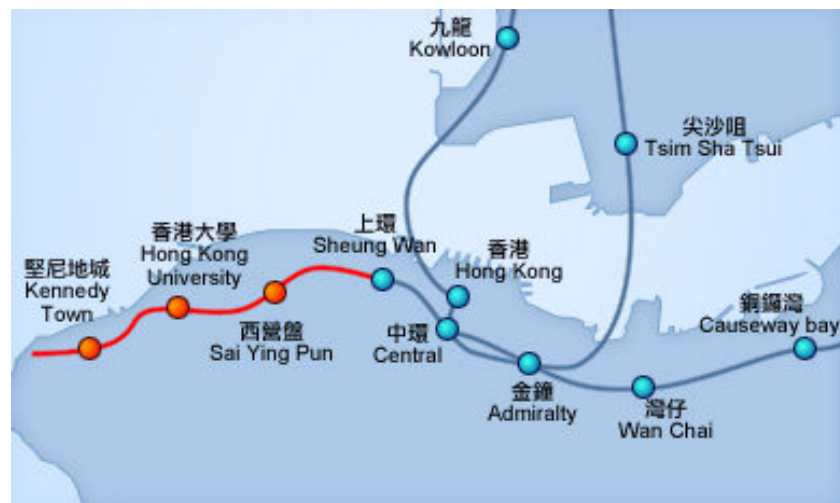 九龍
Kowloon
尖沙咀
Tsim Sha Tsui
上環
Sheung Wan
香港大學
Hong Kong
University
香港
Hong Kong
堅尼地城
Kennedy
Town
銅鑼灣
Causeway bay
西營盤
Sai Ying Pun
中環
Central
金鐘
Admiralty
灣仔
Wan Chai